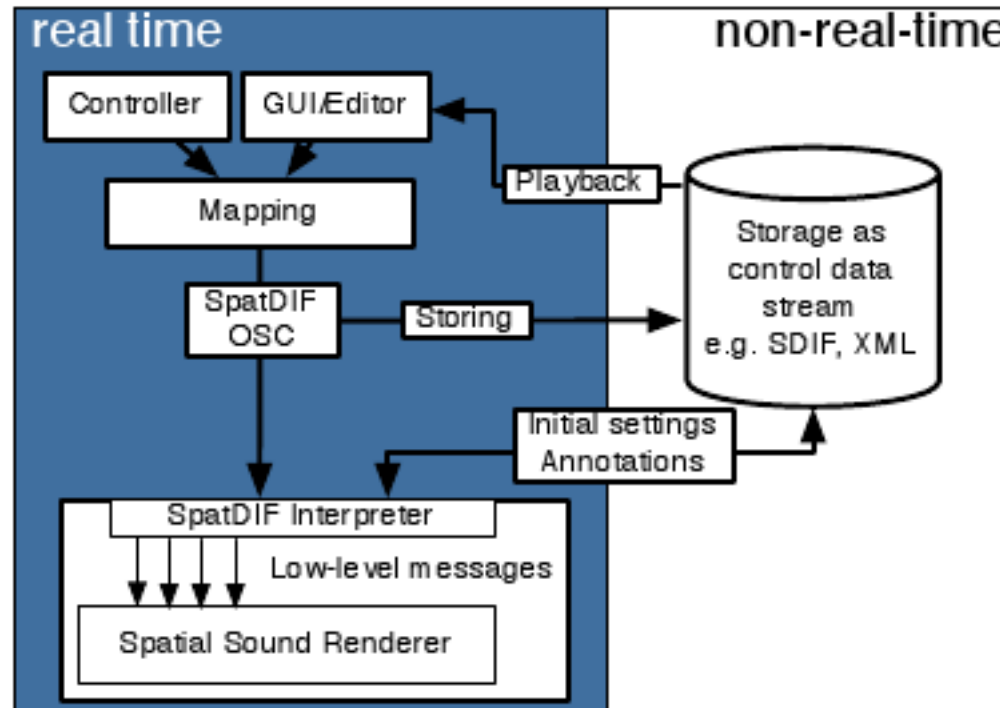 real time
non-real-time
Controller
GUI/Editor
Playback
Mapping
Storage as
control data
stream
e.g. SDIF, XML
SpatDIF
OSC
Storing
Initial settings
Annotations
SpatDIF Interpreter
Low-level messages
Spatial Sound Renderer